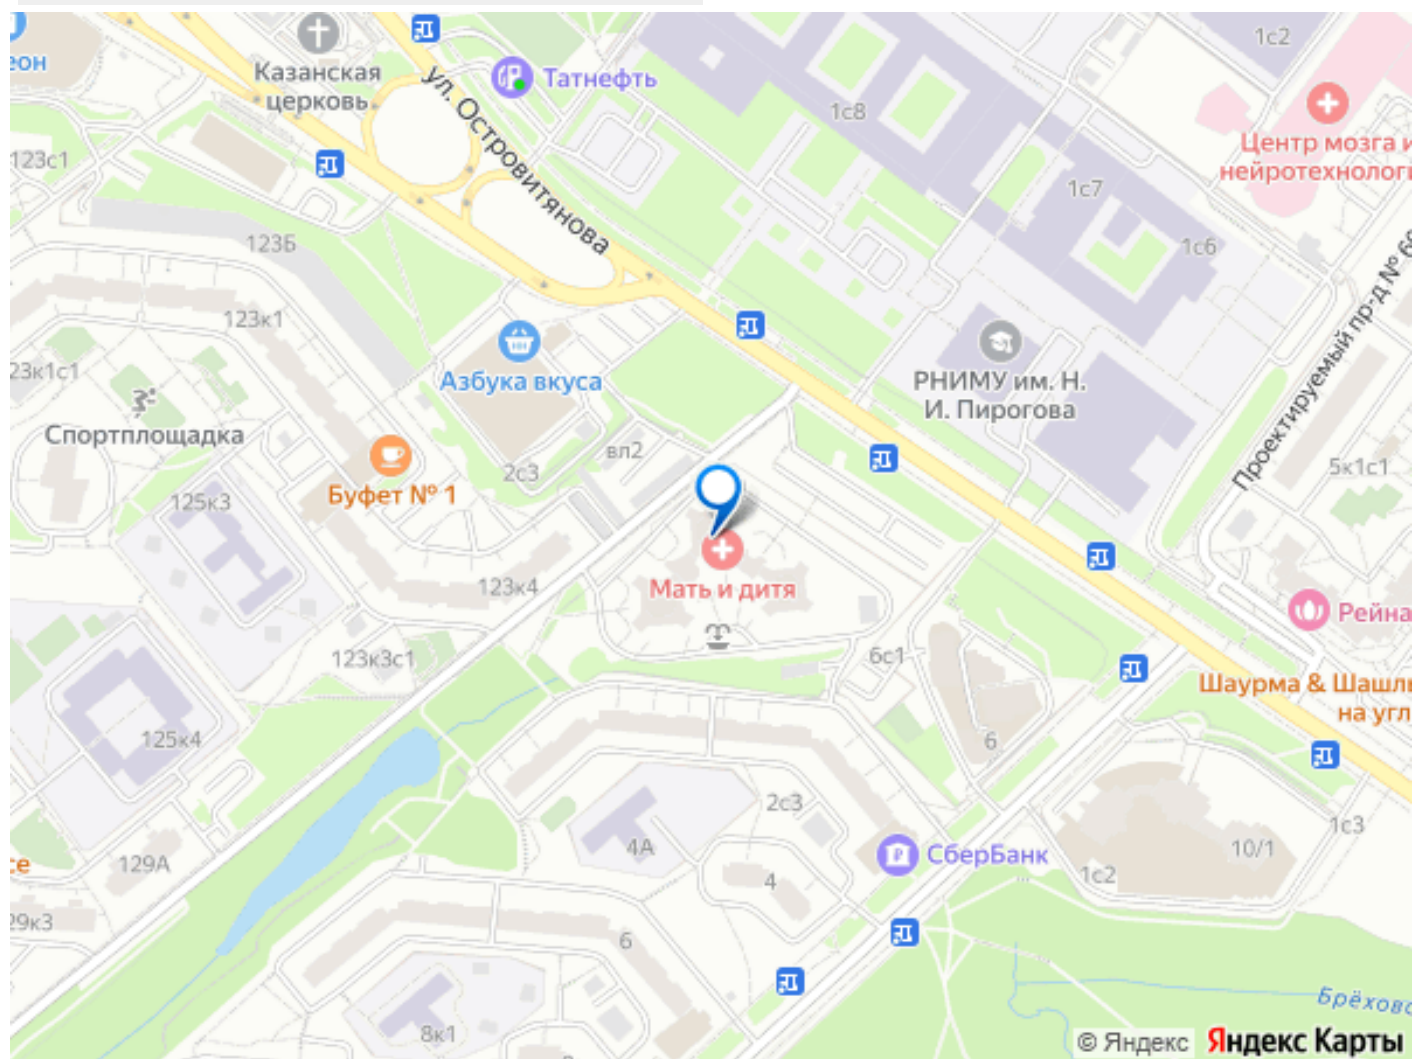 1с2
еон
Казанская
церковь
ул. Островитянова
Татнефть
1с8
Центр мозга и
нейротехнологи
123с1
1с7
123Б
1с6
123к1
Проектируемый пр-д № 
Азбука вкуса
РНИМУ им. Н.
И. Пирогова
23к1с1
Спортплощадка
вл2
2с3
5к1с1
Буфет № 1
125к3
123к4
Мать и дитя
Рейна
123к3с1
6с1
Шаурма & Шашлы
на угл
125к4
6
2с3
4А
СберБанк
1с3
10/1
129А
се
1с2
4
29к3
6
8к1
Брёхово
© Яндекс
Яндекс Карты